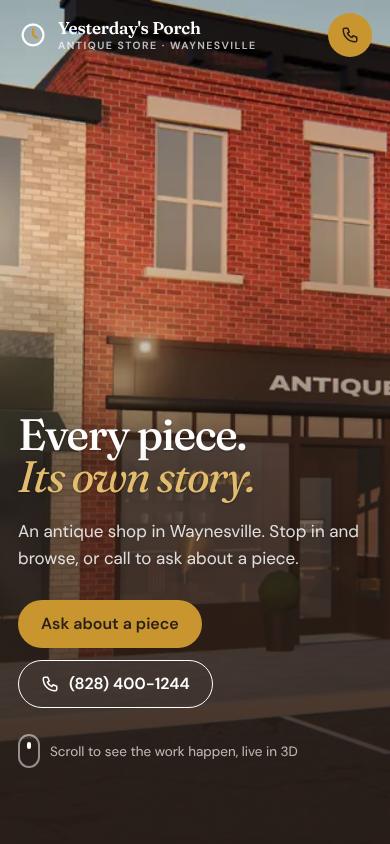 Yesterday's Porch
ANTIQUE STORE · WAYNESVILLE
ANTIQUE
Every piece.
Its own story.
An antique shop in Waynesville. Stop in and
browse, or call to ask about a piece.
Ask about a piece
(828) 400-1244
Scroll to see the work happen, live in 3D